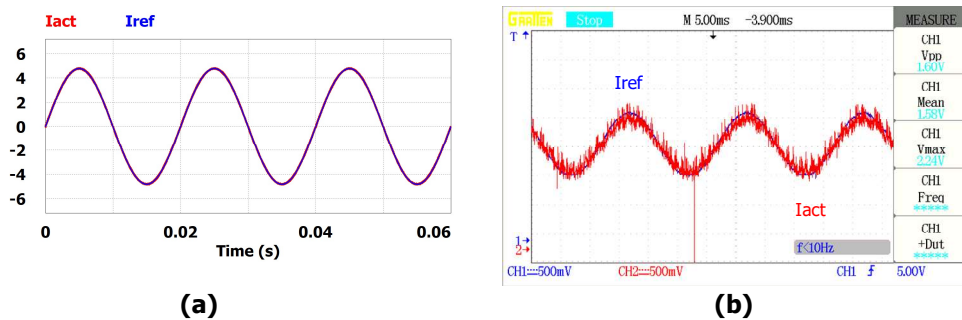 Iact Iref
6
4
2
0
-2
-4
-6
0 0.02 0.04 0.06
Time (s)
(a)
GRATTEN Stop M 5.00ms -3.900ms MEASURE
T
CH1
Vpp
1.60V
CH1
Mean
1.58V
CH1
Vmax
2.24V
CH1
Freq
*****
CH1
+Dut
*****
Iref
Iact
1
2
f<10Hz
CH1 500mV CH2 500mV CH1 5.00V
(b)